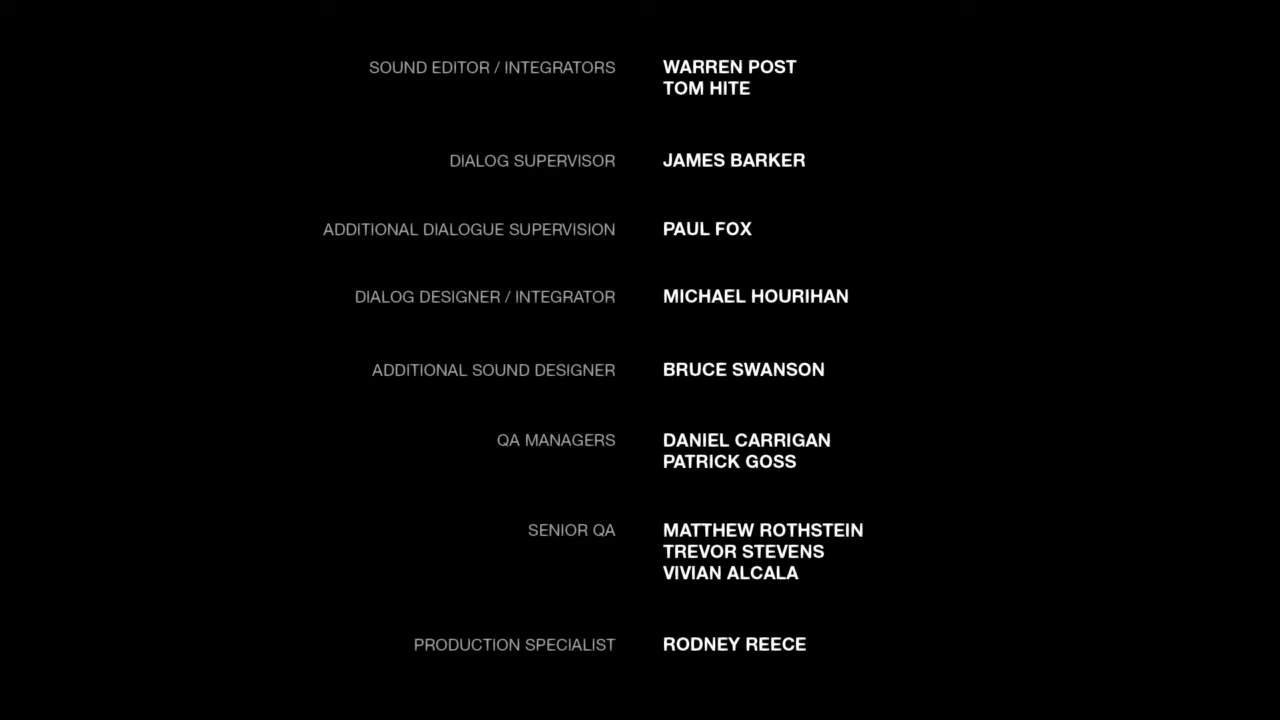 SOUND EDITOR / INTEGRATORS WARREN POST
TOM HITE
DIALOG SUPERVISOR JAMES BARKER
ADDITIONAL DIALOGUE SUPERVISION PAUL FOX
DIALOG DESIGNER / INTEGRATOR MICHAEL HOURIHAN
ADDITIONAL SOUND DESIGNER BRUCE SWANSON
QA MANAGERS DANIEL CARRIGAN
PATRICK GOSS
SENIOR QA MATTHEW ROTHSTEIN
TREVOR STEVENS
VIVIAN ALCALA
PRODUCTION SPECIALIST RODNEY REECE